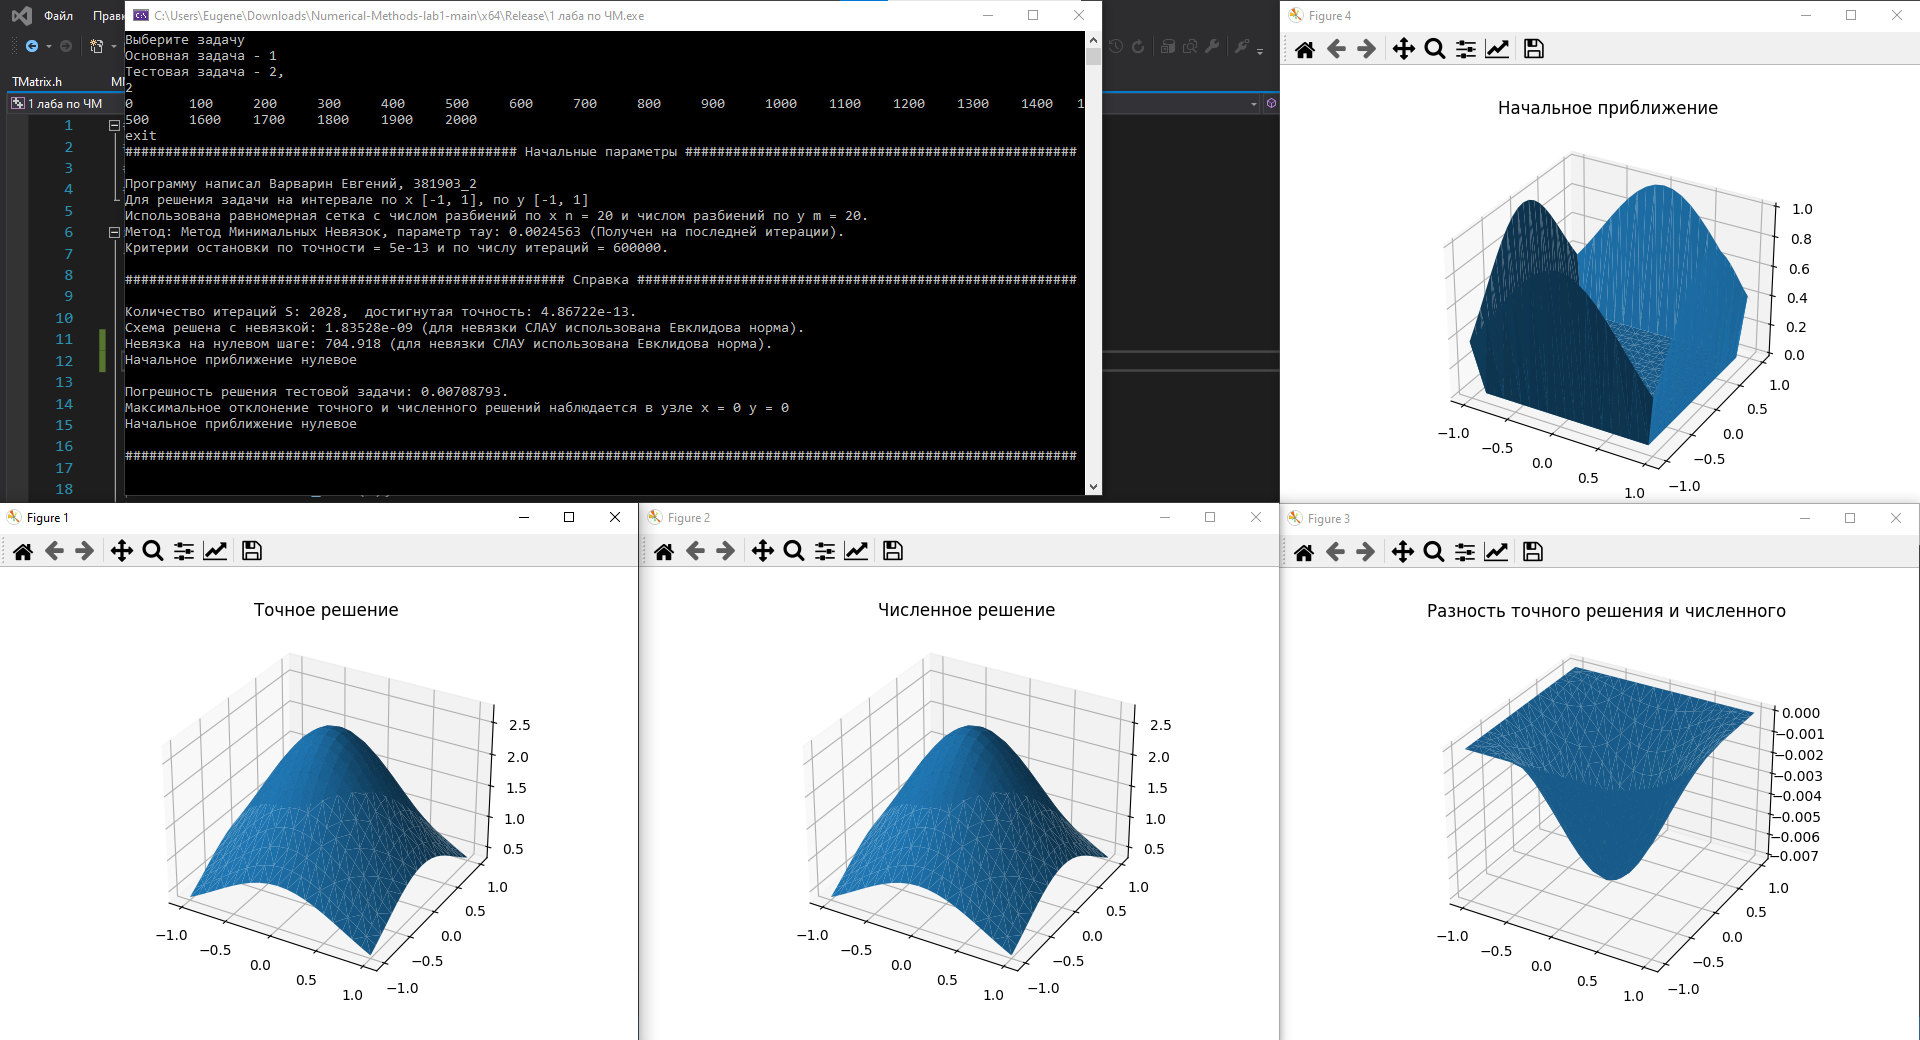 Файл
Правк
C:\Users\Eugene\Downloads\Numerical-Methods-lab1-main\x64\Release\1 лаба по ЧМ.exe
TMatrix.h
1 лаба по ЧМ
1
2
3
4
5
6
7
8
9
10
11
12
13
14
15
16
17
18
Выберите задачу
Основная задача - 1
Тестовая задача - 2,
2
0 100 200 300 400 500 600 700 800 900 1000 1100 1200 1300 1400 1
500 1600 1700 1800 1900 2000
exit
################################################# Начальные параметры #################################################
Программу написал Варварин Евгений, 381903_2
Для решения задачи на интервале по x [-1, 1], по y [-1, 1]
Использована равномерная сетка с числом разбиений по x n = 20 и числом разбиений по y m = 20.
Метод: Метод Минимальных Невязок, параметр тау: 0.0024563 (Получен на последней итерации).
Критерии остановки по точности = 5e-13 и по числу итераций = 600000.
####################################################### Справка #######################################################
Количество итераций S: 2028,  достигнутая точность: 4.86722e-13.
Схема решена с невязкой: 1.83528e-09 (для невязки СЛАУ использована Евклидова норма).
Невязка на нулевом шаге: 704.918 (для невязки СЛАУ использована Евклидова норма).
Начальное приближение нулевое
Погрешность решения тестовой задачи: 0.00708793.
Максимальное отклонение точного и численного решений наблюдается в узле x = 0 y = 0
Начальное приближение нулевое
#######################################################################################################################
Figure 4
Начальное приближение
1.0
0.8
0.6
0.4
0.2
0.0
−1.0
−0.5
0.0
0.5
1.0
−1.0
−0.5
0.0
0.5
1.0
Figure 1
Точное решение
2.5
2.0
1.5
1.0
0.5
−1.0
−0.5
0.0
0.5
1.0
−1.0
−0.5
0.0
0.5
1.0
Figure 2
Численное решение
2.5
2.0
1.5
1.0
0.5
−1.0
−0.5
0.0
0.5
1.0
−1.0
−0.5
0.0
0.5
1.0
Figure 3
Разность точного решения и численного
0.000
−0.001
−0.002
−0.003
−0.004
−0.005
−0.006
−0.007
−1.0
−0.5
0.0
0.5
1.0
−1.0
−0.5
0.0
0.5
1.0